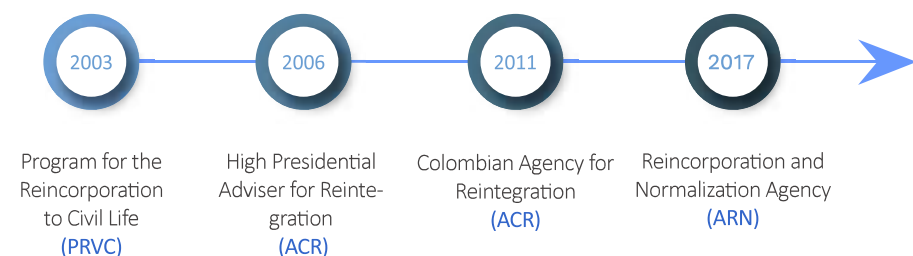 2003
2006
2011
2017
Program for the
Reincorporation
to Civil Life
(PRVC)
High Presidential
Adviser for Reinte-
gration
(ACR)
Colombian Agency for
Reintegration
(ACR)
Reincorporation and
Normalization Agency
(ARN)